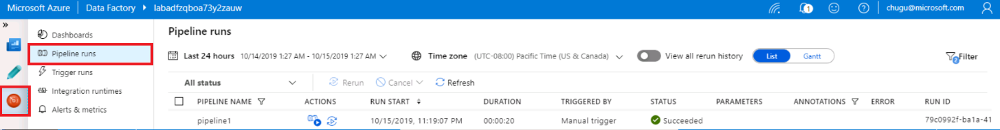 Microsoft Azure Data Factory labadfzqboa73y2zauw 1 chugu@microsoft.com
»
Dashboards
Pipeline runs
Trigger runs
Integration runtimes
Alerts & metrics
Pipeline runs
Last 24 hours 10/14/2019 1:27 AM - 10/15/2019 1:27 AM Time zone (UTC-08:00) Pacific Time (US & Canada) View all rerun history List Gantt 2 Filter
All status Rerun Cancel Refresh
PIPELINE NAME ACTIONS RUN START DURATION TRIGGERED BY STATUS PARAMETERS ANNOTATIONS ERROR RUN ID
pipeline1 10/15/2019, 11:19:07 PM 00:00:20 Manual trigger Succeeded 79c0992f-ba1a-41